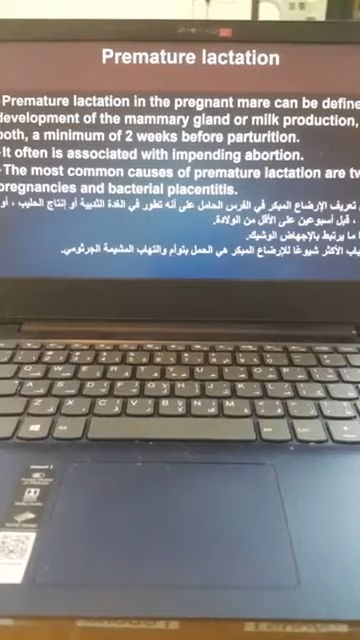 Premature lactation
Premature lactation in the pregnant mare can be define
development of the mammary gland or milk production,
both, a minimum of 2 weeks before parturition.
It often is associated with impending abortion.
The most common causes of premature lactation are tw
pregnancies and bacterial placentitis.
تعريف الإرضاع المبكر في الفرس الحامل على أنه تطور في الغدة الثديية أو إنتاج الحليب ، أو
، قبل أسبوعين على الأقل من الولادة.
ما يرتبط بالإجهاض الوشيك.
باب الأكثر شيوعًا للإرضاع المبكر هي الحمل بتوأم والتهاب المشيمة الجرثومي.